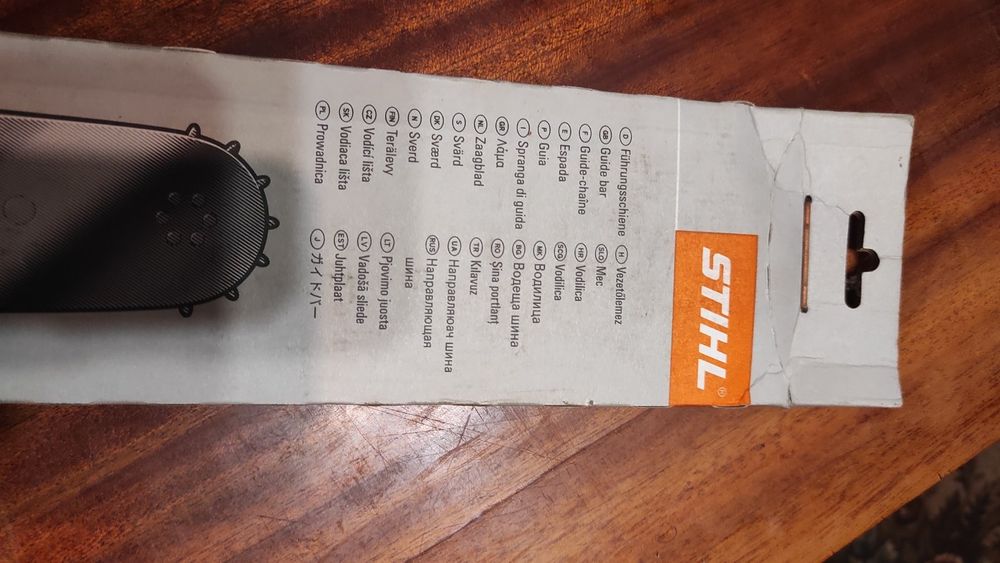 STIHL®
D Führungsschiene
GB Guide bar
F Guide-chaîne
E Espada
P Guia
I Spranga di guida
GR Λάμα
NL Zaagblad
S Svärd
DK Sværd
N Sverd
FIN Terälevy
CZ Vodicí lišta
SK Vodiaca lišta
PL Prowadnica
H Vezetőlemez
SLO Meč
HR Vodilica
SCG Vodilica
MK Водилица
BG Водеща шина
RO Şina portlanţ
TR Kılavuz
UA Направляюч шина
RUS Направляющая
шина
LT Pjovimo juosta
LV Vadošā sliede
EST Juhtplaat
J ガイドバー